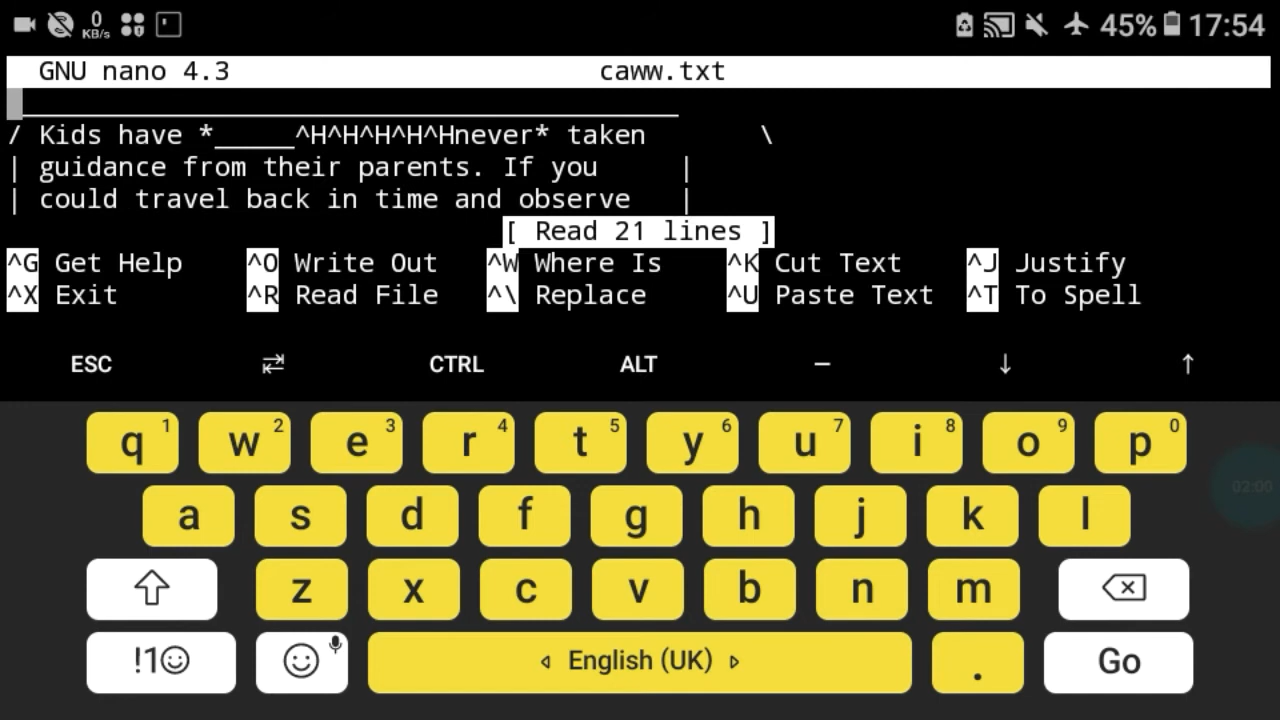 0
KB/s
45% 17:54
GNU nano 4.3 caww.txt
_________________________________________
/ Kids have *_____^H^H^H^H^Hnever* taken \
| guidance from their parents. If you |
| could travel back in time and observe |
[ Read 21 lines ]
^G Get Help ^O Write Out ^W Where Is ^K Cut Text ^J Justify
^X Exit ^R Read File ^\ Replace ^U Paste Text ^T To Spell
ESC ⇄ CTRL ALT – ↓ ↑
q 1 w 2 e 3 r 4 t 5 y 6 u 7 i 8 o 9 p 0
a s d f g h j k l
02:00
z x c v b n m
!1☺ English (UK) . Go